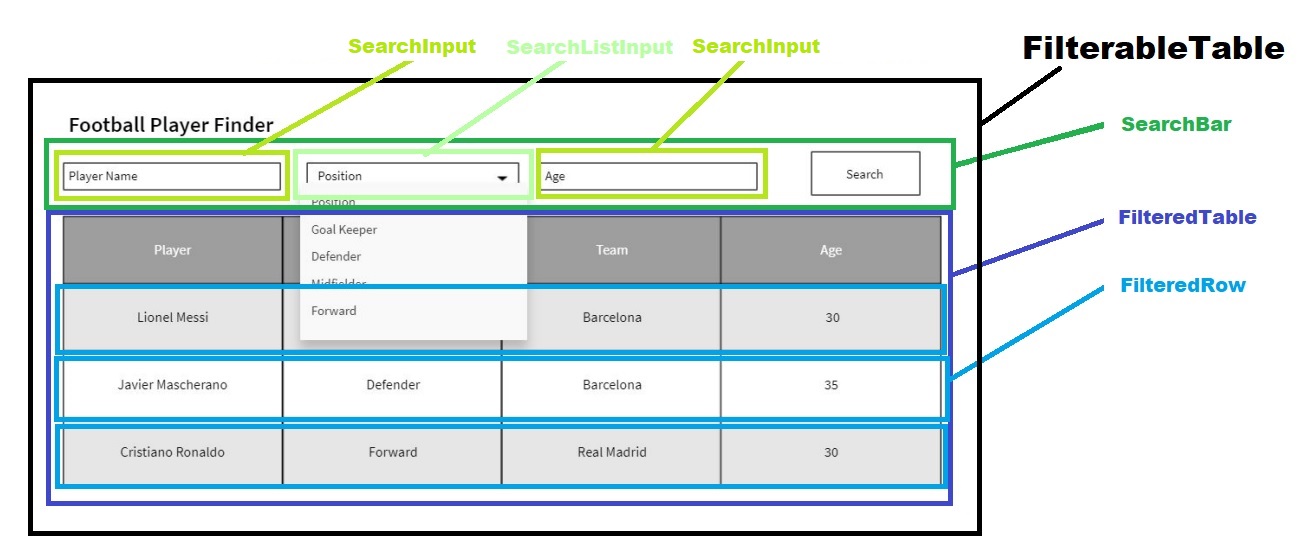 SearchInput SearchListInput SearchInput
FilterableTable
Football Player Finder
SearchBar
Player Name Position Age Search
Position
FilteredTable
Goal Keeper
Player Team Age
Defender
Midfielder
FilteredRow
Forward
Lionel Messi Barcelona 30
Javier Mascherano Defender Barcelona 35
Cristiano Ronaldo Forward Real Madrid 30